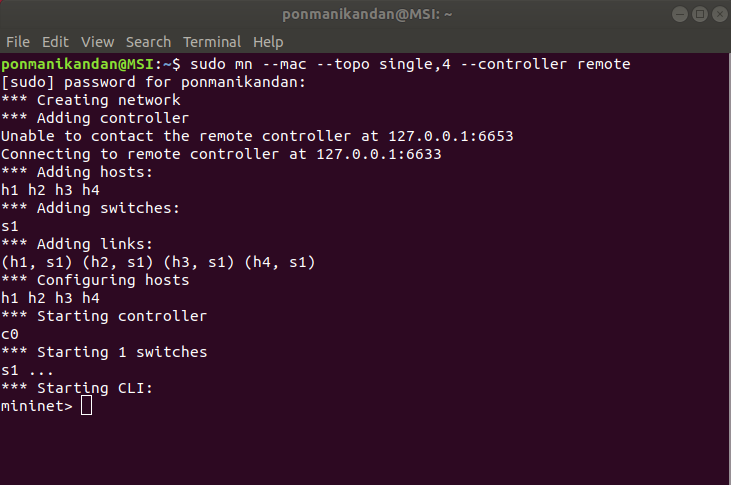 ponmanikandan@MSI: ~
File Edit View Search Terminal Help
ponmanikandan@MSI:~$ sudo mn --mac --topo single,4 --controller remote
[sudo] password for ponmanikandan:
*** Creating network
*** Adding controller
Unable to contact the remote controller at 127.0.0.1:6653
Connecting to remote controller at 127.0.0.1:6633
*** Adding hosts:
h1 h2 h3 h4
*** Adding switches:
s1
*** Adding links:
(h1, s1) (h2, s1) (h3, s1) (h4, s1)
*** Configuring hosts
h1 h2 h3 h4
*** Starting controller
c0
*** Starting 1 switches
s1 ...
*** Starting CLI:
mininet>